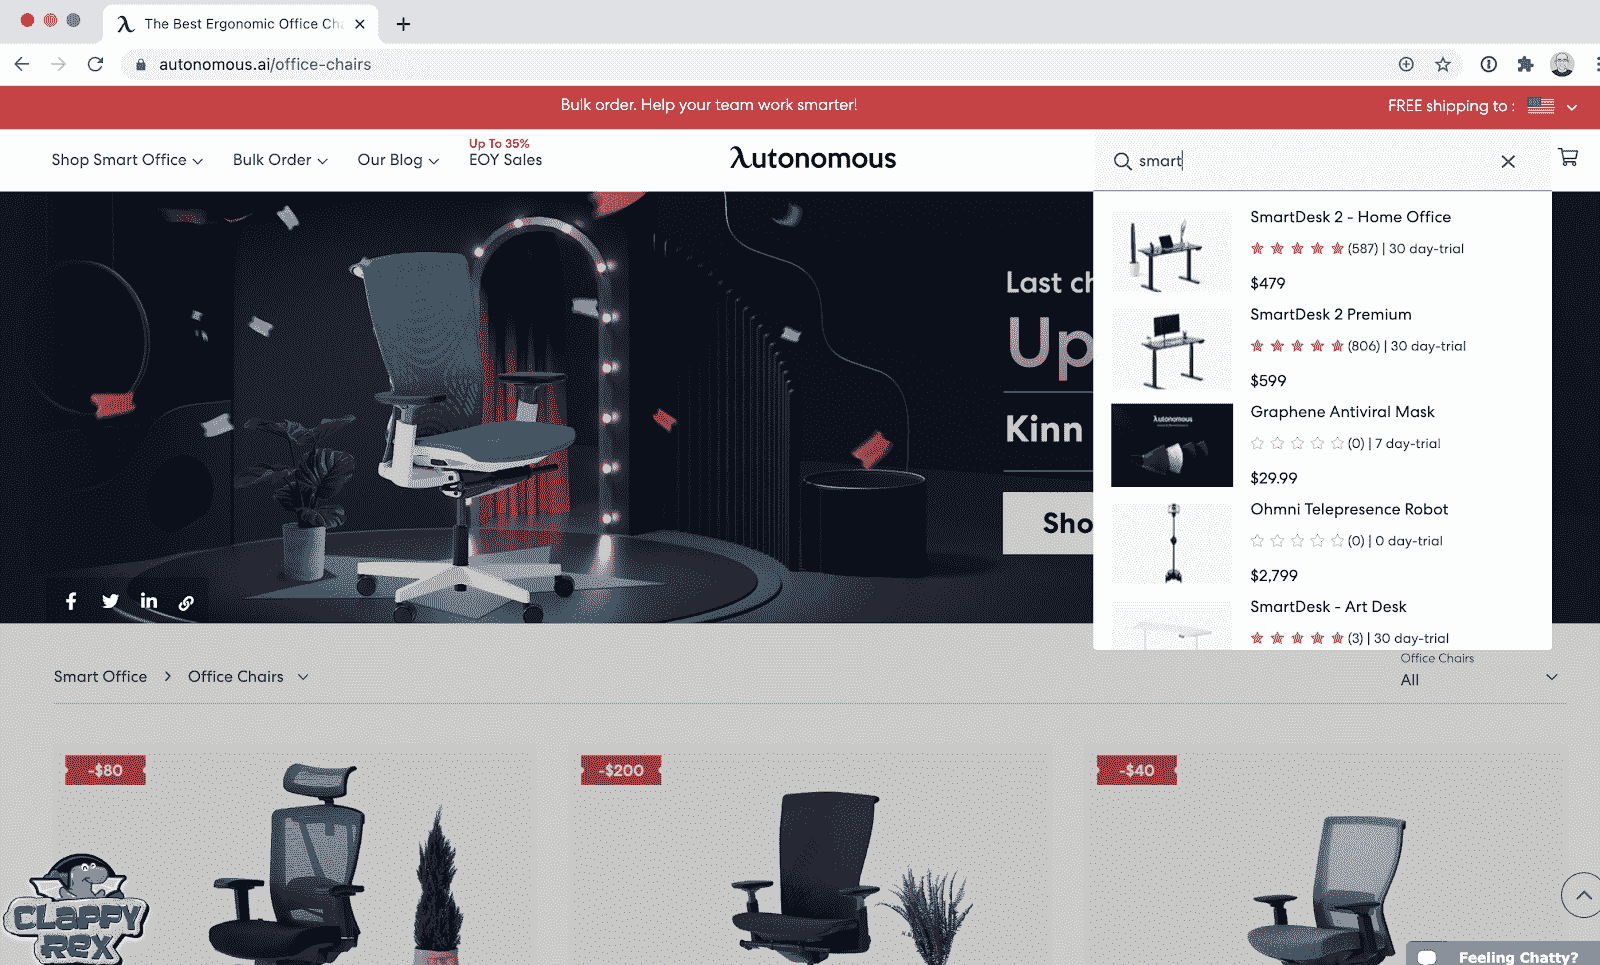 The Best Ergonomic Office Ch
autonomous.ai/office-chairs
Bulk order. Help your team work smarter!
FREE shipping to :
Shop Smart Office
Bulk Order
Our Blog
Up To 35%
EOY Sales
Autonomous
smart
Last ch
Up
Kinn
Sho
SmartDesk 2 - Home Office
(587) | 30 day-trial
$479
SmartDesk 2 Premium
(806) | 30 day-trial
$599
Autonomous
Graphene Antiviral Mask
(0) | 7 day-trial
$29.99
Ohmni Telepresence Robot
(0) | 0 day-trial
$2,799
SmartDesk - Art Desk
(3) | 30 day-trial
Smart Office
Office Chairs
Office Chairs
All
-$80
-$200
-$40
CLAPPY
REX
Feeling Chatty?